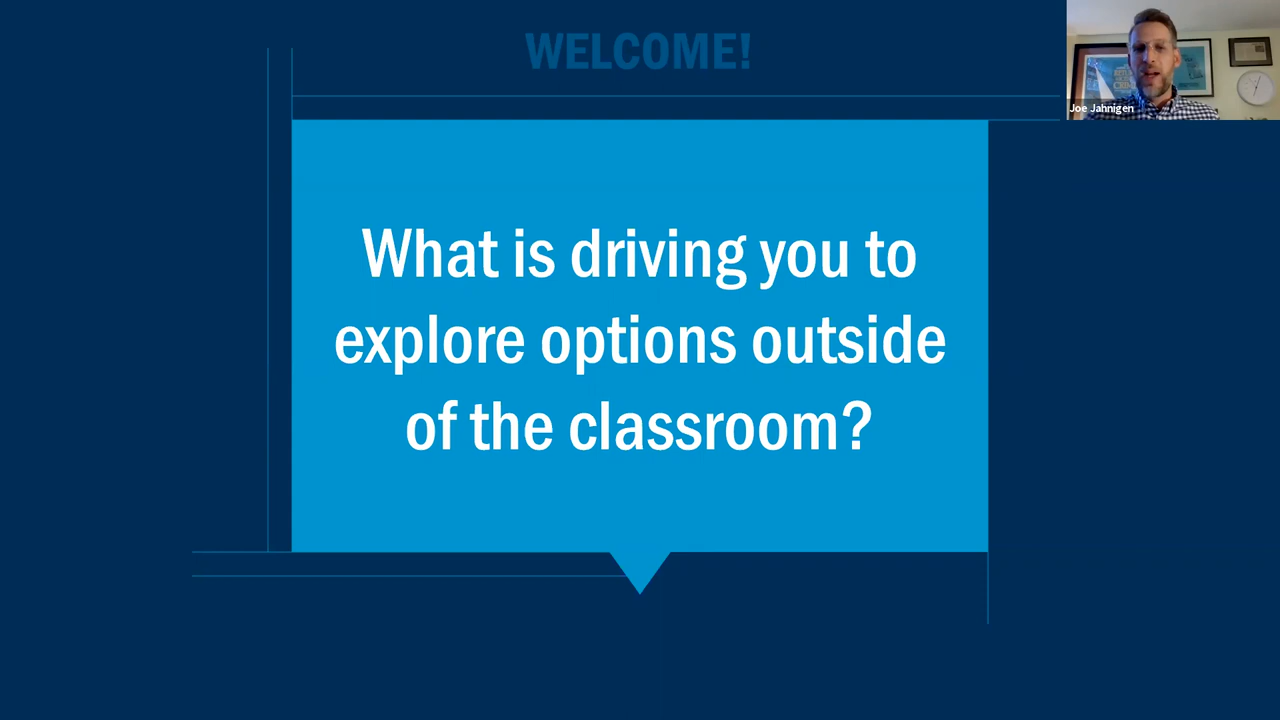 WELCOME!
Joe Jahnigen
What is driving you to
explore options outside
of the classroom?